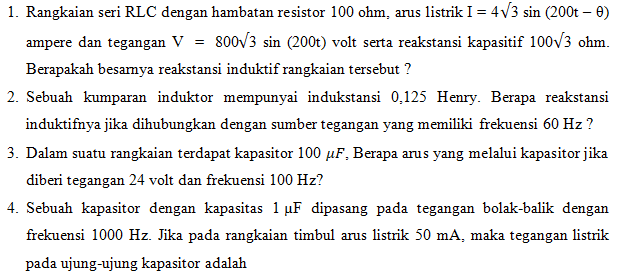 1. Rangkaian seri RLC dengan hambatan resistor 100 ohm, arus listrik I = 4√3 sin (200t − θ)
ampere dan tegangan V = 800√3 sin (200t) volt serta reakstansi kapasitif 100√3 ohm.
Berapakah besarnya reakstansi induktif rangkaian tersebut ?
2. Sebuah kumparan induktor mempunyai indukstansi 0,125 Henry. Berapa reakstansi
induktifnya jika dihubungkan dengan sumber tegangan yang memiliki frekuensi 60 Hz ?
3. Dalam suatu rangkaian terdapat kapasitor 100 μF, Berapa arus yang melalui kapasitor jika
diberi tegangan 24 volt dan frekuensi 100 Hz?
4. Sebuah kapasitor dengan kapasitas 1 μF dipasang pada tegangan bolak-balik dengan
frekuensi 1000 Hz. Jika pada rangkaian timbul arus listrik 50 mA, maka tegangan listrik
pada ujung-ujung kapasitor adalah